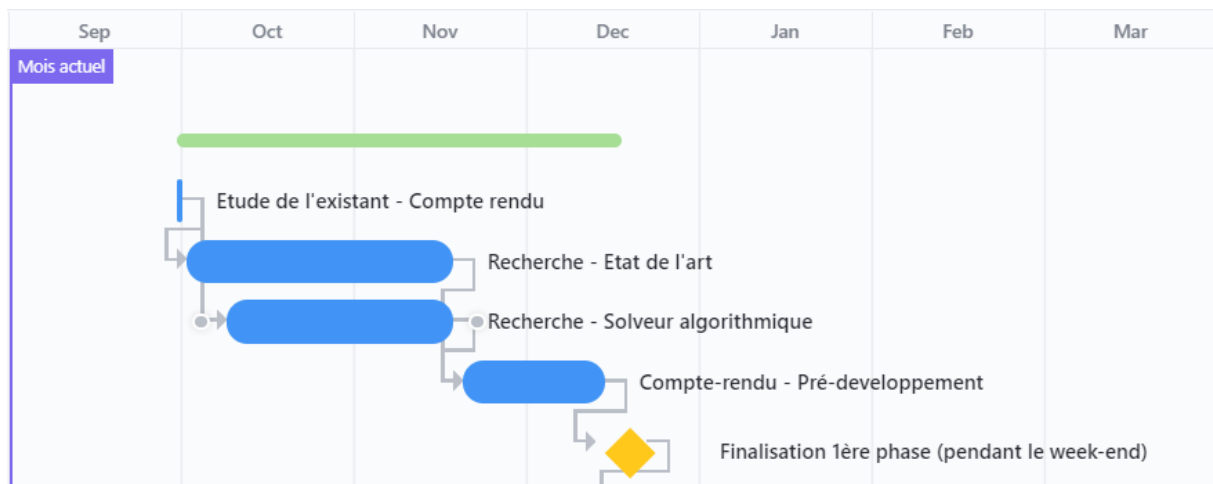 Sep Oct Nov Dec Jan Feb Mar
Mois actuel
Etude de l'existant - Compte rendu
Recherche - Etat de l'art
Recherche - Solveur algorithmique
Compte-rendu - Pré-developpement
Finalisation 1ère phase (pendant le week-end)